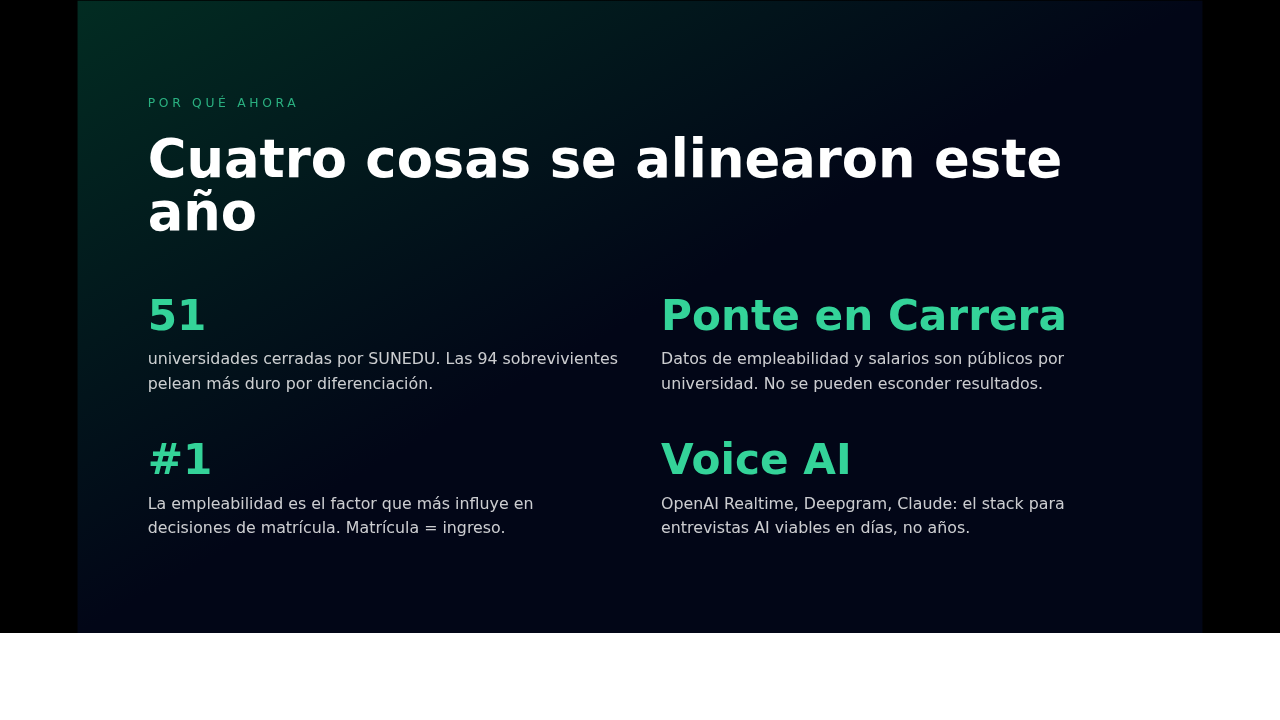 POR QUÉ AHORA
Cuatro cosas se alinearon este
año
51
universidades cerradas por SUNEDU. Las 94 sobrevivientes
pelean más duro por diferenciación.
Ponte en Carrera
Datos de empleabilidad y salarios son públicos por
universidad. No se pueden esconder resultados.
#1
La empleabilidad es el factor que más influye en
decisiones de matrícula. Matrícula = ingreso.
Voice AI
OpenAI Realtime, Deepgram, Claude: el stack para
entrevistas AI viables en días, no años.